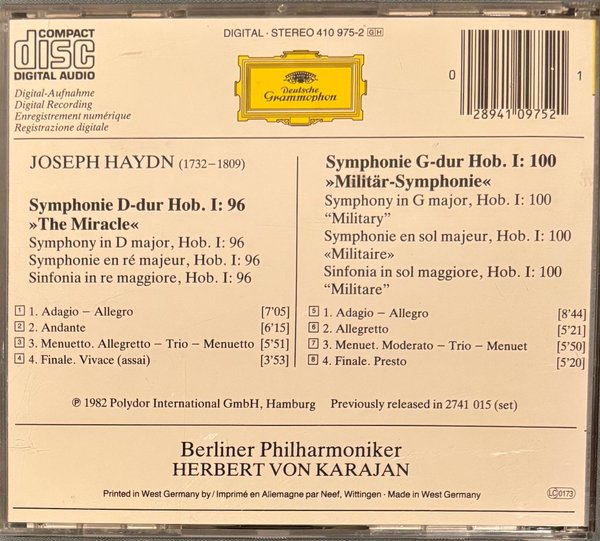 COMPACT
disc
DIGITAL AUDIO
Digital-Aufnahme
Digital Recording
Enregistrement numérique
Registrazione digitale
DIGITAL · STEREO 410 975-2 GH
Deutsche
Grammophon
0 28941 09752 1
JOSEPH HAYDN (1732–1809)
Symphonie D-dur Hob. I: 96
»The Miracle«
Symphony in D major, Hob. I: 96
Symphonie en ré majeur, Hob. I: 96
Sinfonia in re maggiore, Hob. I: 96
1 1. Adagio – Allegro [7'05]
2 2. Andante [6'15]
3 3. Menuetto. Allegretto – Trio – Menuetto [5'51]
4 4. Finale. Vivace (assai) [3'53]
Symphonie G-dur Hob. I: 100
»Militär-Symphonie«
Symphony in G major, Hob. I: 100
“Military”
Symphonie en sol majeur, Hob. I: 100
«Militaire»
Sinfonia in sol maggiore, Hob. I: 100
“Militare”
5 1. Adagio – Allegro [8'44]
6 2. Allegretto [5'21]
7 3. Menuet. Moderato – Trio – Menuet [5'50]
8 4. Finale. Presto [5'20]
℗ 1982 Polydor International GmbH, Hamburg Previously released in 2741 015 (set)
Berliner Philharmoniker
HERBERT VON KARAJAN
Printed in West Germany by / Imprimé en Allemagne par Neef, Wittingen · Made in West Germany
LC 0173